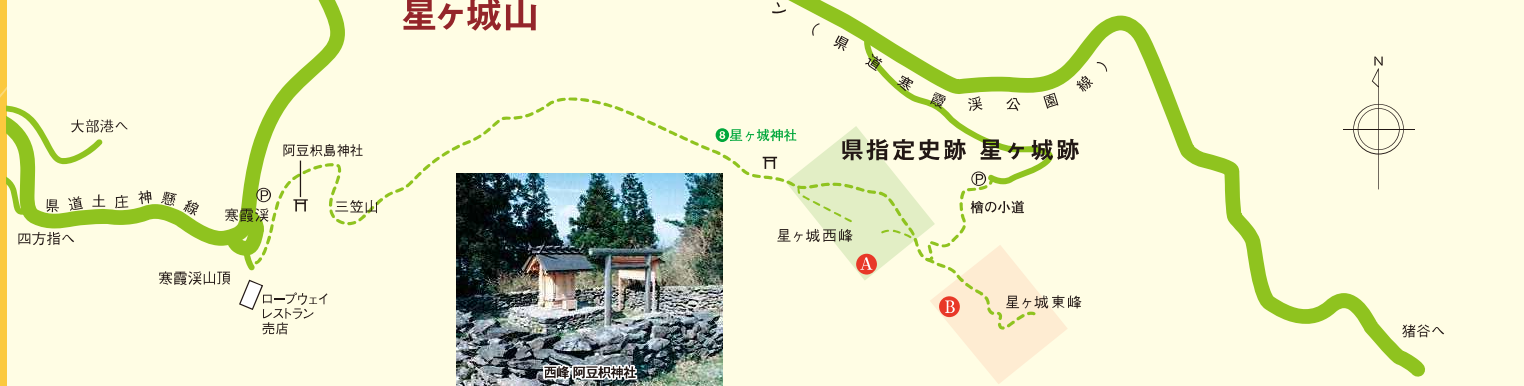 星ヶ城山
ン(県道寒霞渓公園線)
N
大部港へ
❽星ヶ城神社
県指定史跡 星ヶ城跡
阿豆枳島神社
P
P
県道土庄神懸線
寒霞渓
三笠山
檜の小道
四方指へ
星ヶ城西峰
A
寒霞渓山頂
B
星ヶ城東峰
ロープウェイ
レストラン
売店
猪谷へ
西峰 阿豆枳神社